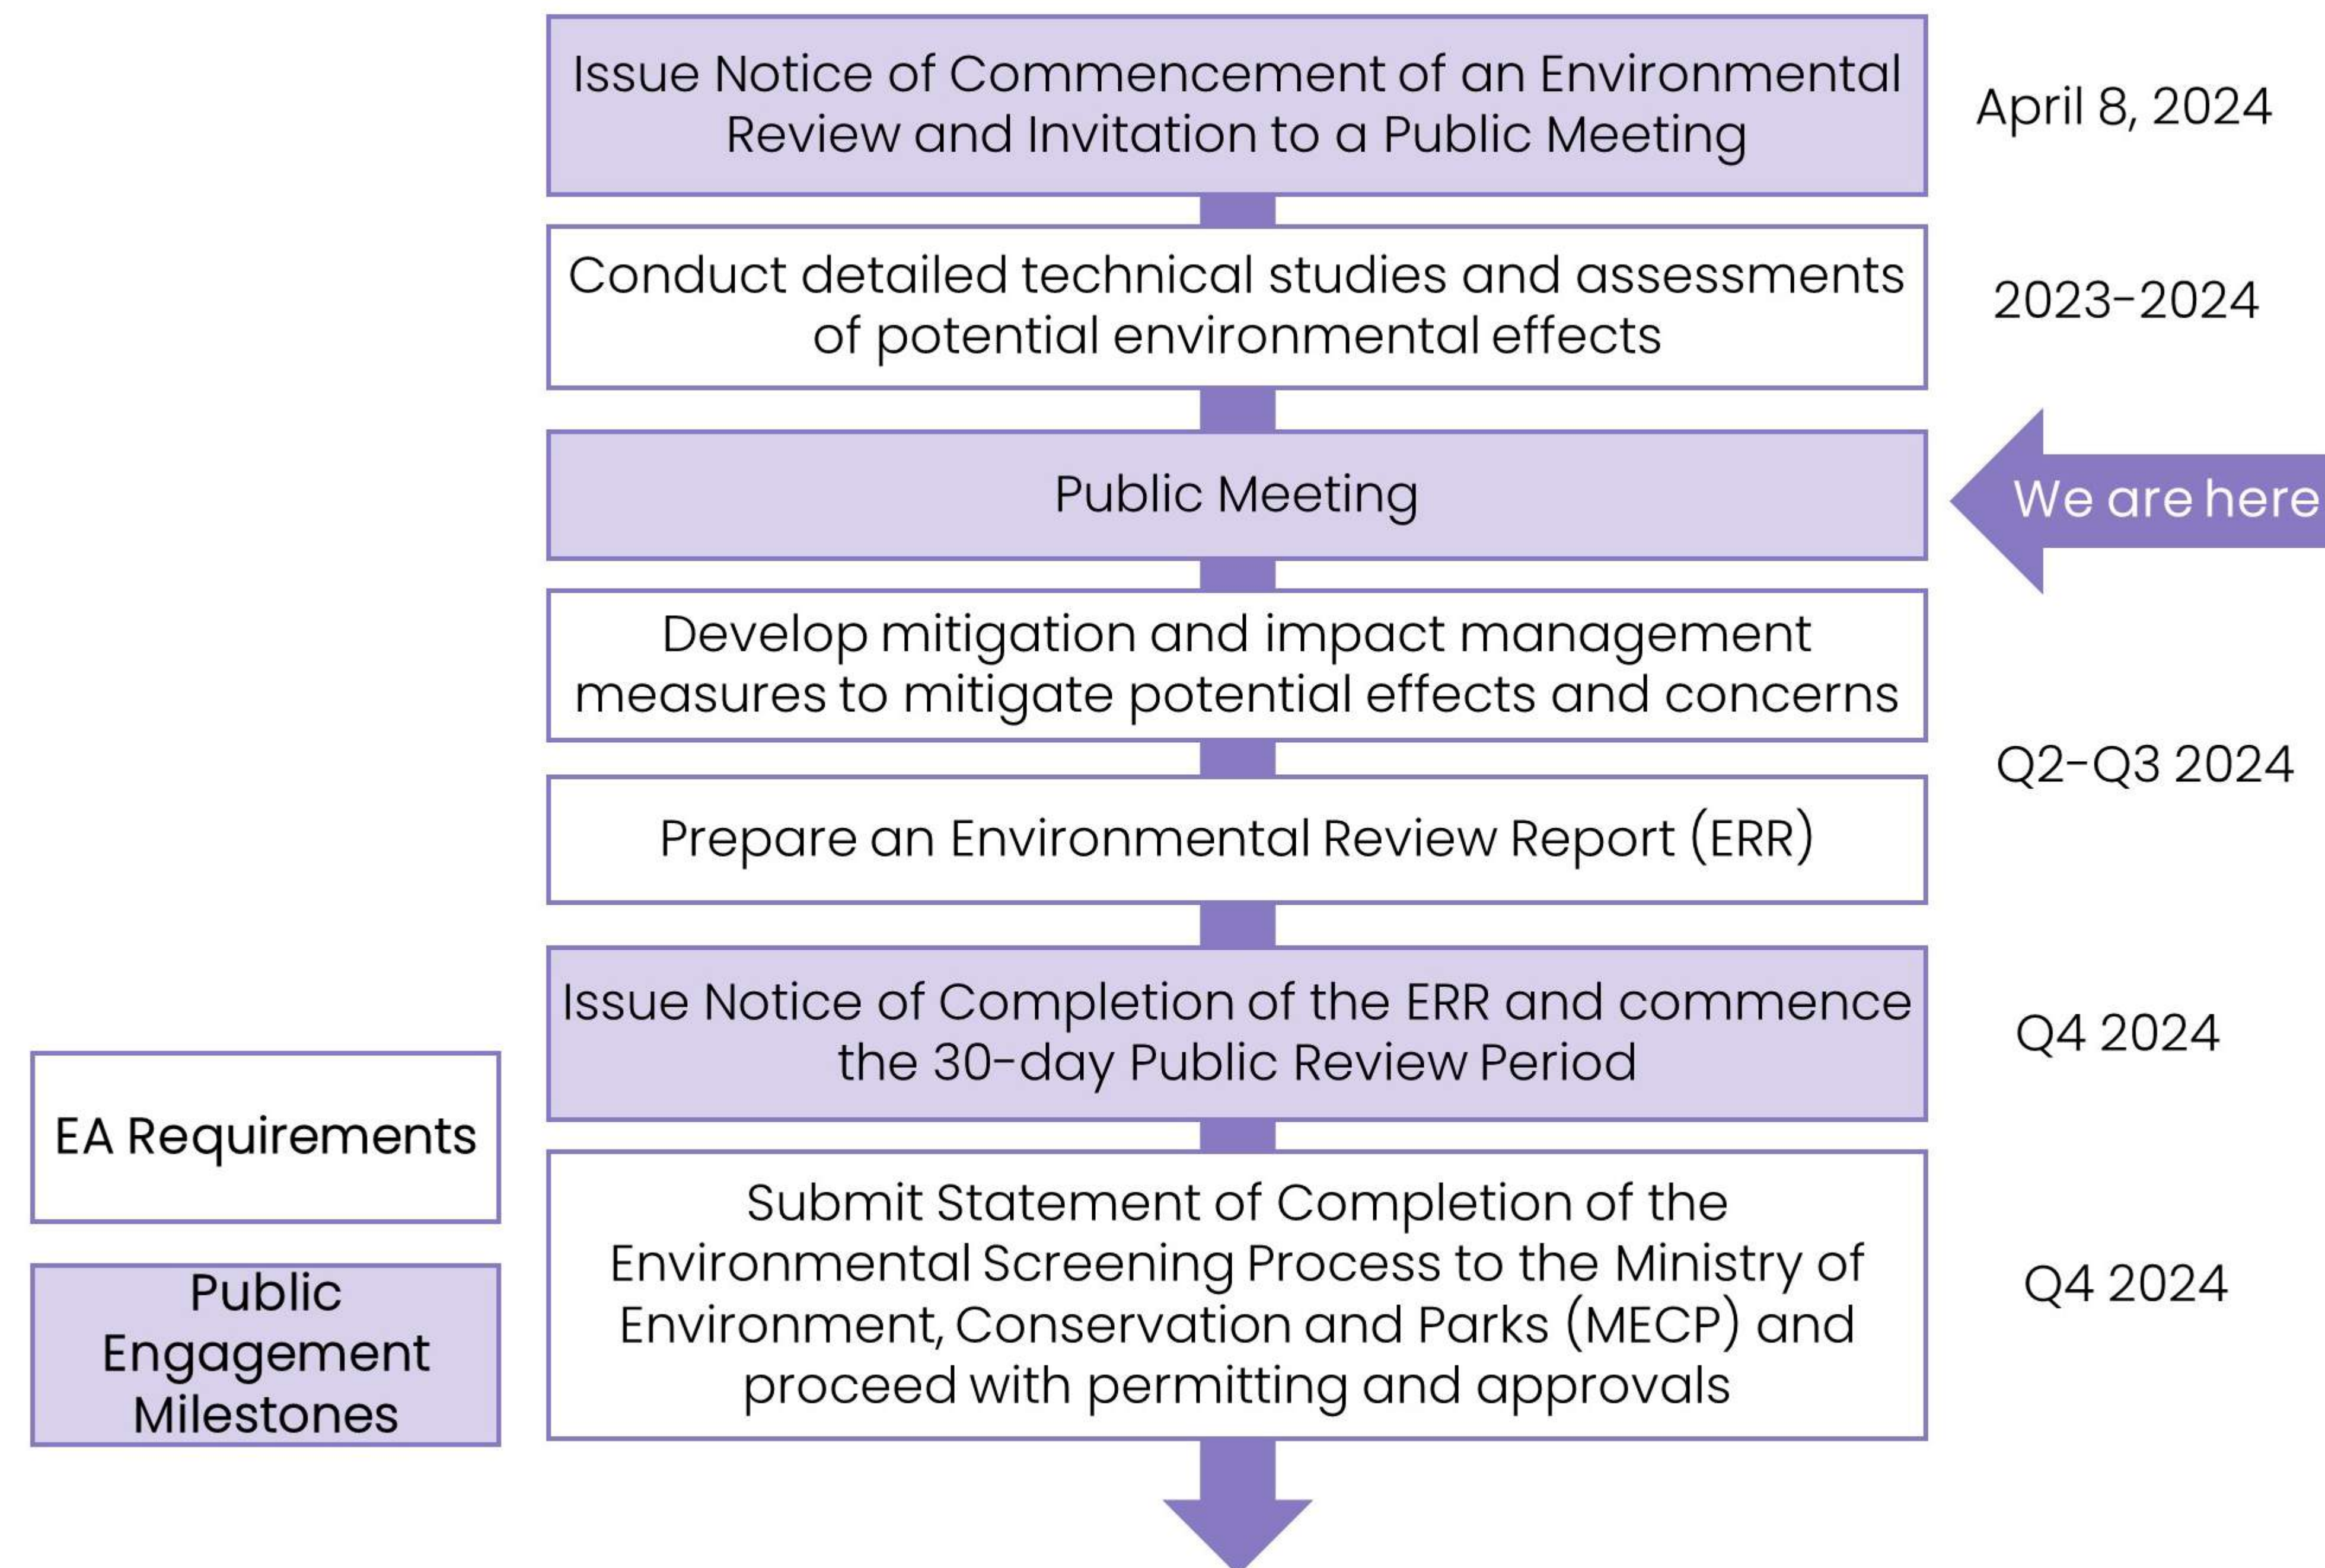 Issue Notice of Commencement of an Environmental
Review and Invitation to a Public Meeting
April 8, 2024
Conduct detailed technical studies and assessments
of potential environmental effects
2023-2024
Public Meeting
We are here
Develop mitigation and impact management
measures to mitigate potential effects and concerns
Q2-Q3 2024
Prepare an Environmental Review Report (ERR)
Issue Notice of Completion of the ERR and commence
the 30-day Public Review Period
Q4 2024
Submit Statement of Completion of the
Environmental Screening Process to the Ministry of
Environment, Conservation and Parks (MECP) and
proceed with permitting and approvals
Q4 2024
EA Requirements
Public
Engagement
Milestones